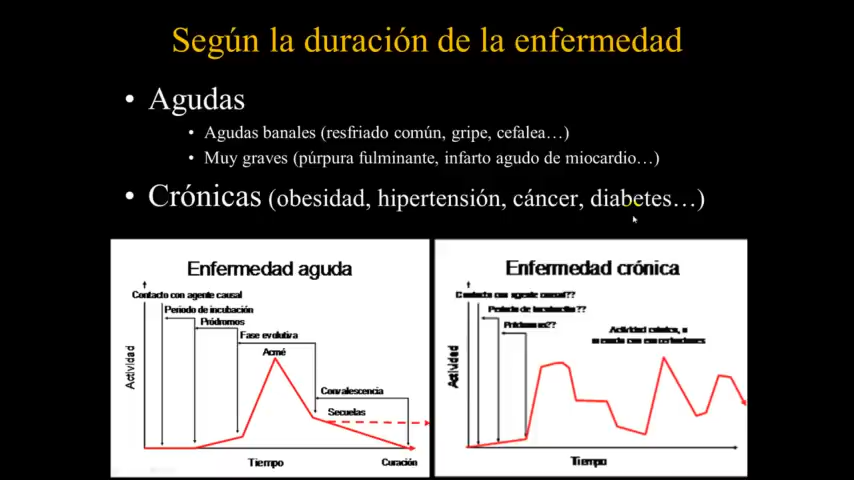 Según la duración de la enfermedad
• Agudas
• Agudas banales (resfriado común, gripe, cefalea…)
• Muy graves (púrpura fulminante, infarto agudo de miocardio…)
• Crónicas (obesidad, hipertensión, cáncer, diabetes…)
Enfermedad aguda
Contacto con agente causal
Periodo de incubación
Pródromos
Fase evolutiva
Acmé
Convalescencia
Secuelas
Actividad
Tiempo
Curación
Enfermedad crónica
Contacto con agente causal??
Periodo de incubación??
Pródromos??
Actividad crónica, a
menudo con exacerbaciones
Actividad
Tiempo